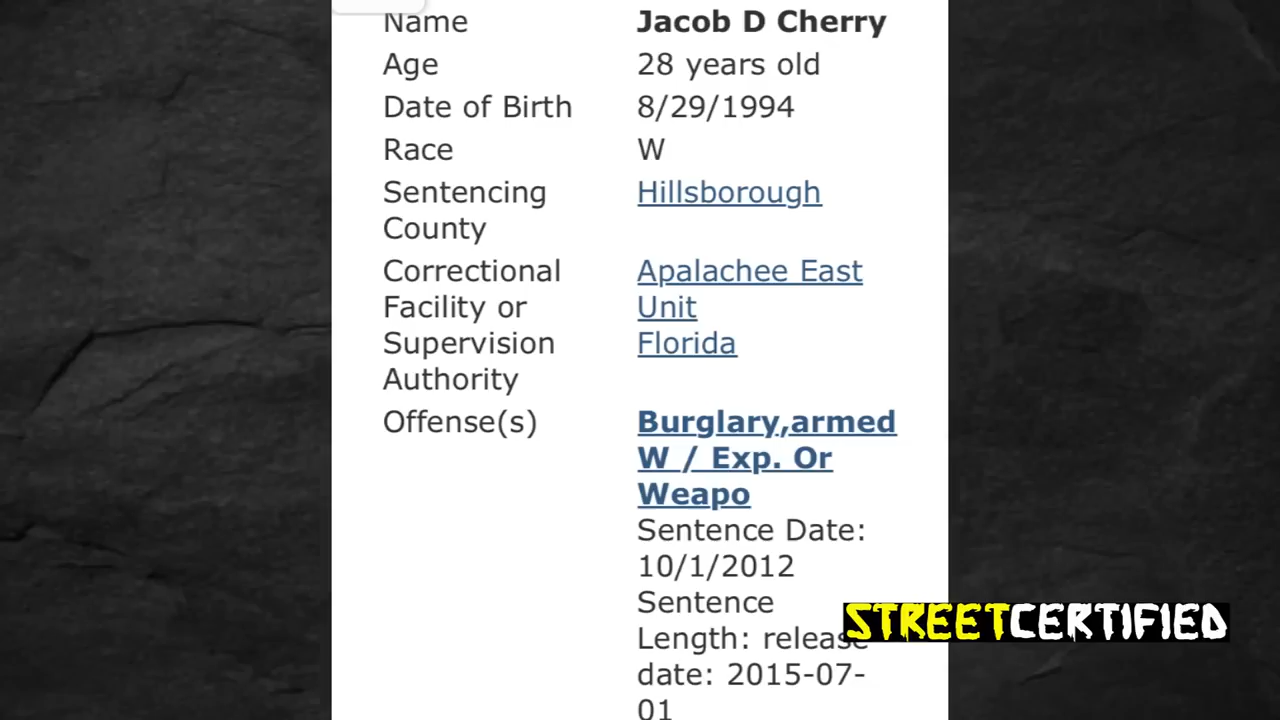 Name Jacob D Cherry
Age 28 years old
Date of Birth 8/29/1994
Race W
Sentencing County Hillsborough
Correctional Facility or Supervision Authority Apalachee East Unit Florida
Offense(s) Burglary,armed
W / Exp. Or
Weapo
Sentence Date:
10/1/2012
Sentence
Length: release
date: 2015-07-
01
STREETCERTIFIED